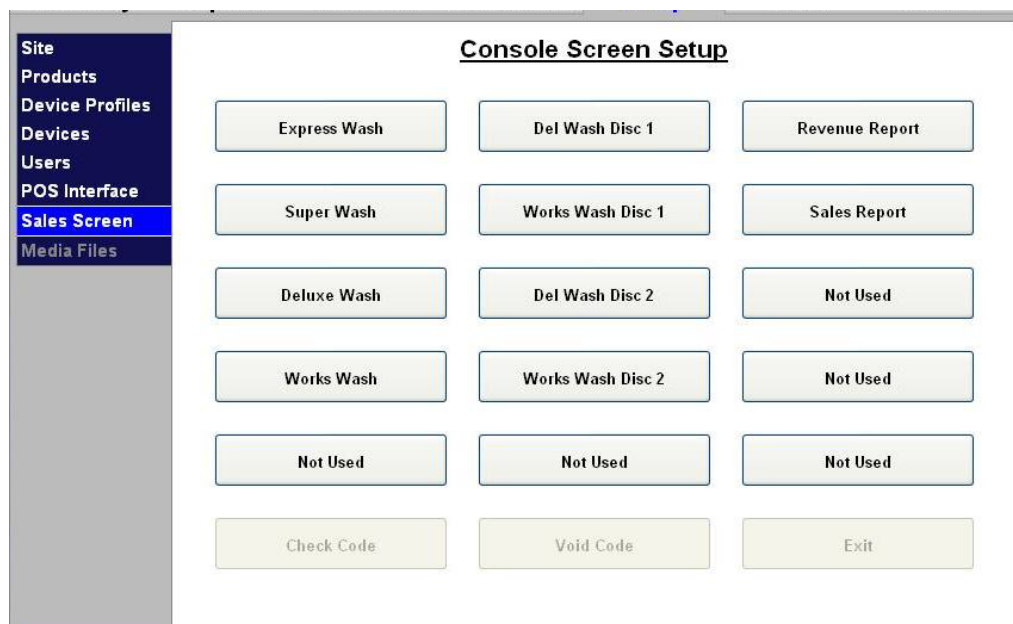 Site
Products
Device Profiles
Devices
Users
POS Interface
Sales Screen
Media Files
Console Screen Setup
Express Wash
Del Wash Disc 1
Revenue Report
Super Wash
Works Wash Disc 1
Sales Report
Deluxe Wash
Del Wash Disc 2
Not Used
Works Wash
Works Wash Disc 2
Not Used
Not Used
Not Used
Not Used
Check Code
Void Code
Exit